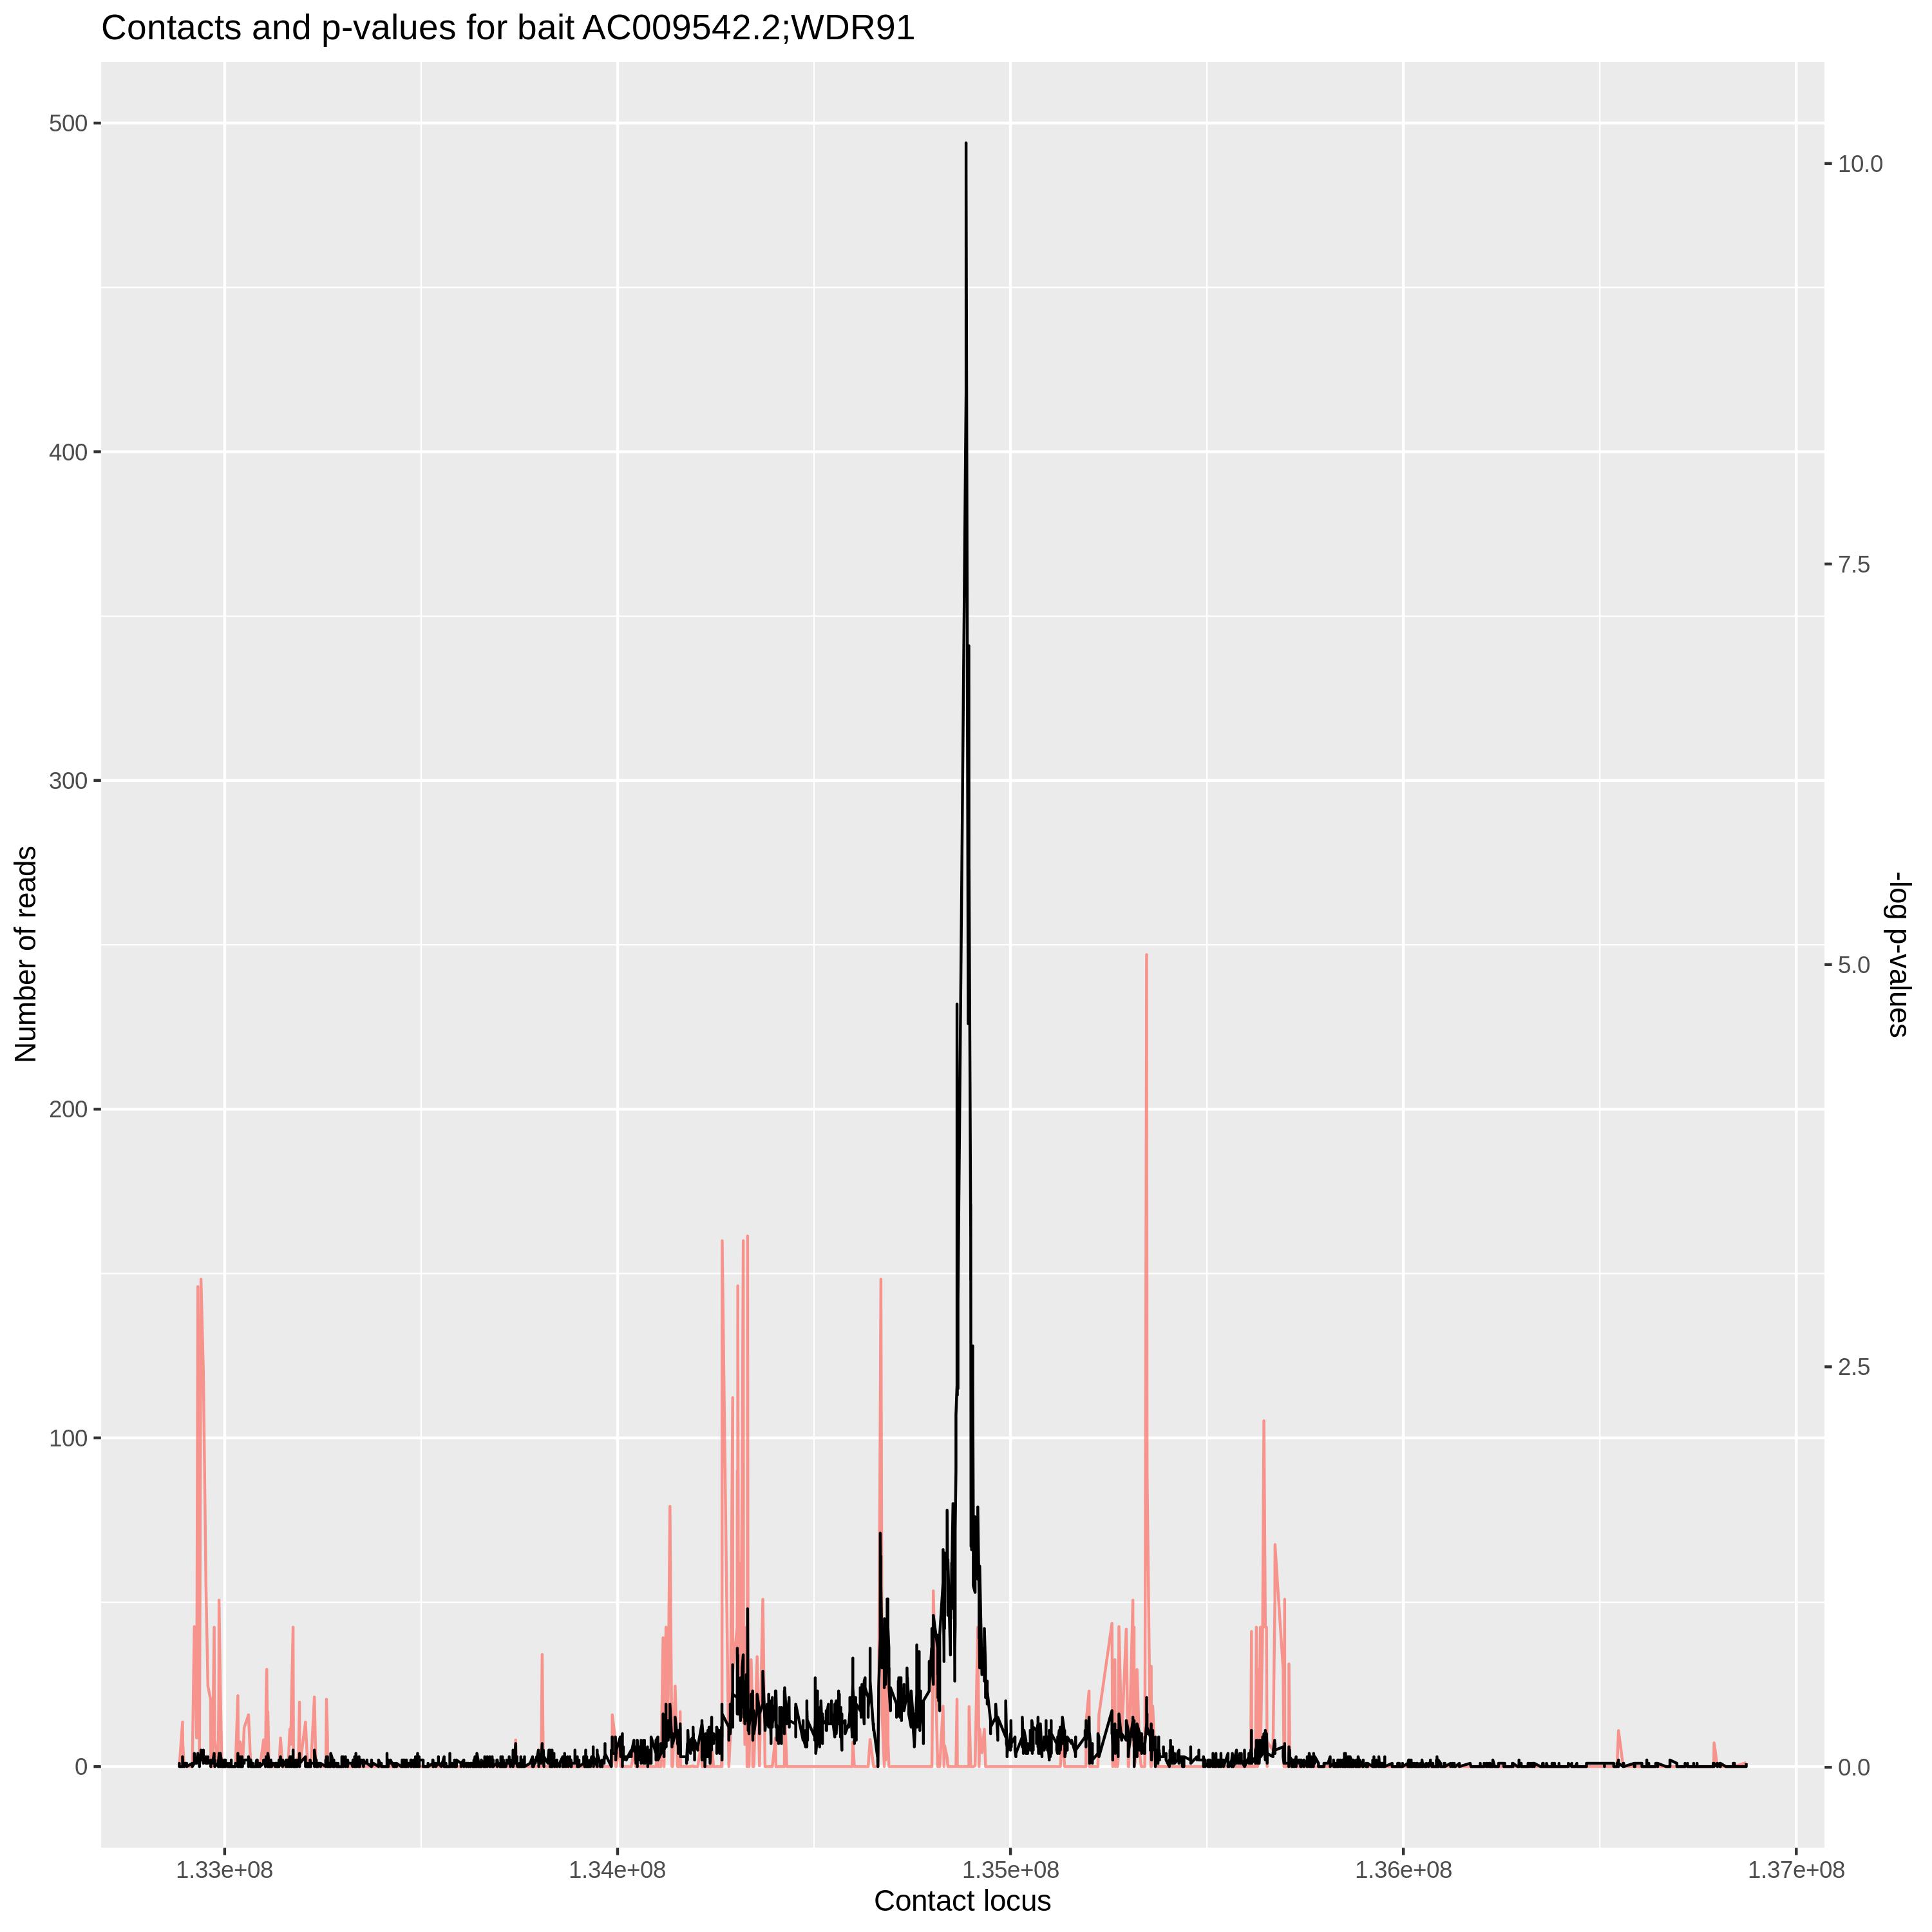 Contacts and p-values for bait AC009542.2;WDR91
500
400
300
200
100
0
Number of reads
10.0
7.5
5.0
2.5
0.0
-log p-values
1.33e+08
1.34e+08
1.35e+08
1.36e+08
1.37e+08
Contact locus